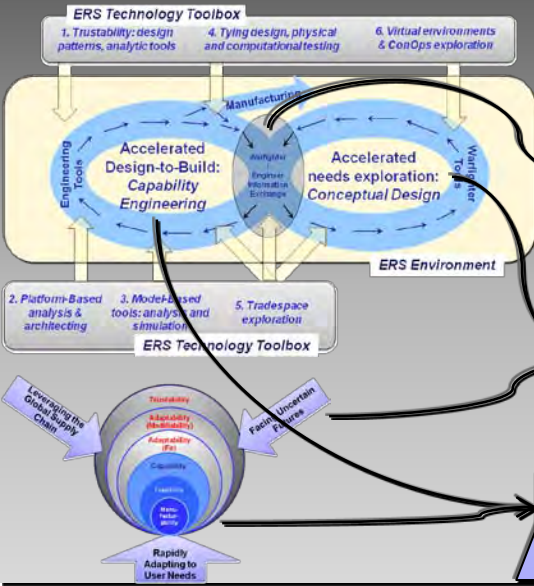 ERS Technology Toolbox
1. Trustability: design
patterns, analytic tools
4. Tying design, physical
and computational testing
6. Virtual environments
& ConOps exploration
Manufacturing
Engineering
Tools
Accelerated
Design-to-Build:
Capability
Engineering
Warfighter
Engineer
Information
Exchange
Accelerated
needs exploration:
Conceptual Design
Warfighter
Tools
ERS Environment
2. Platform-Based
analysis &
architecting
3. Model-Based
tools: analysis and
simulation
5. Tradespace
exploration
ERS Technology Toolbox
Leveraging the
Global Supply
Chain
Facing Uncertain
Futures
Trustability
Adaptability
(Modifiability)
Adaptability
(Fit)
Capability
Rapidly
Adapting to
User Needs